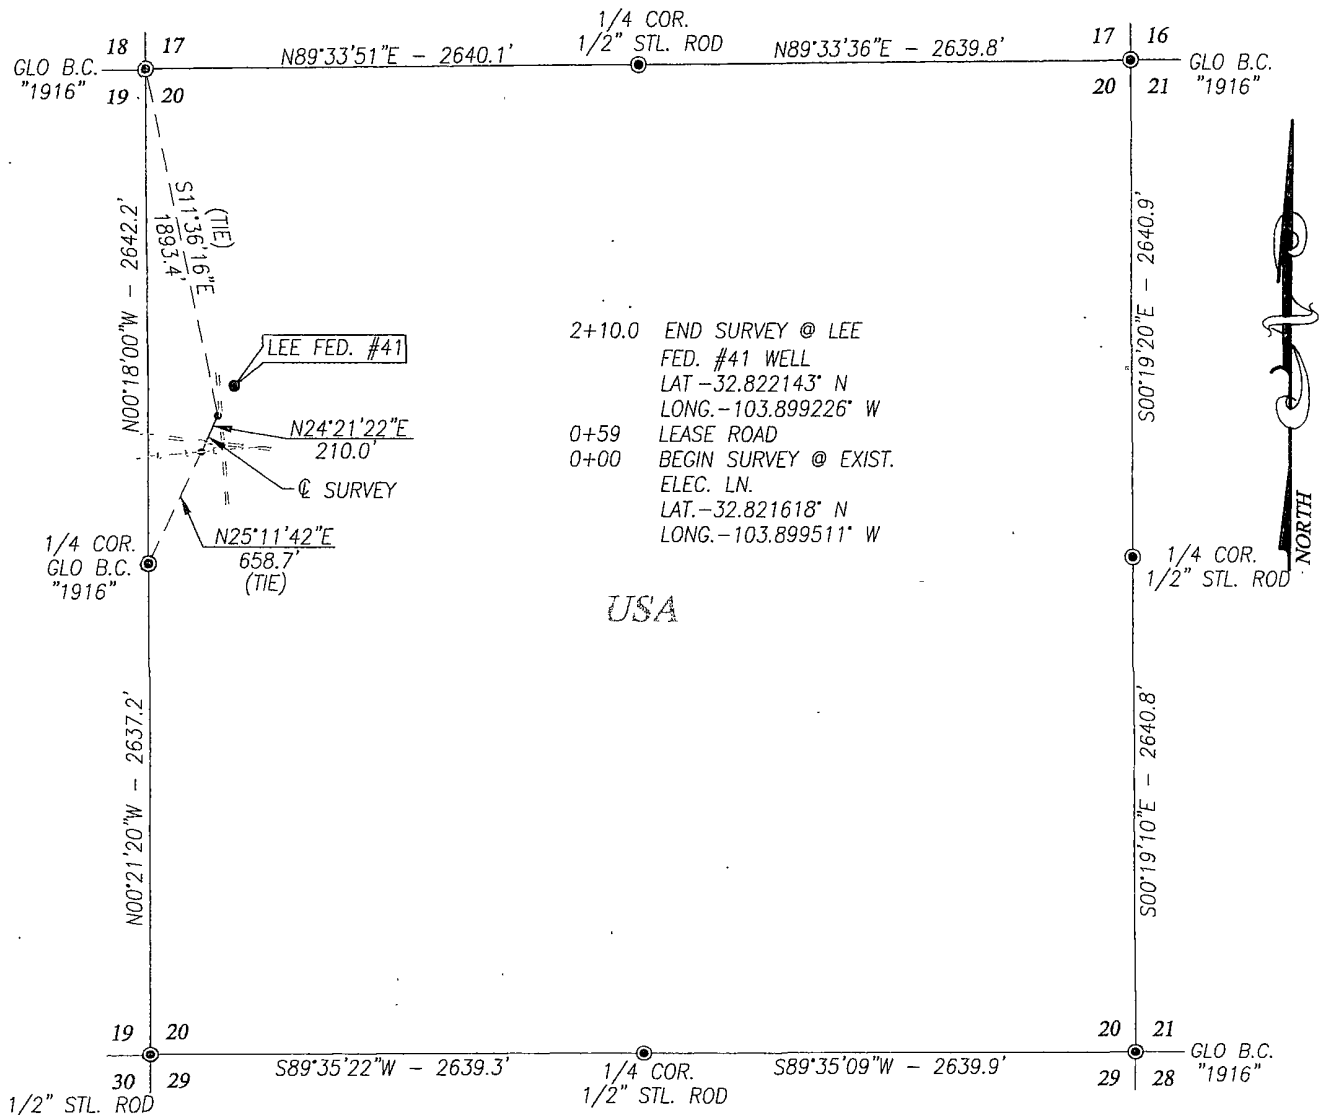 1/4 COR.
1/2" STL. ROD
18 17
N89°33'51"E – 2640.1'
N89°33'36"E – 2639.8'
17 16
GLO B.C.
"1916"
19 20
20 21
GLO B.C.
"1916"
N00°18'00"W – 2642.2'
(TIE)
S11°36'16"E
1893.4'
S00°19'20"E – 2640.9'
LEE FED. #41
N24°21'22"E
210.0'
℄ SURVEY
N25°11'42"E
658.7'
(TIE)
2+10.0 END SURVEY @ LEE
FED. #41 WELL
LAT-32.822143° N
LONG.-103.899226° W
0+59 LEASE ROAD
0+00 BEGIN SURVEY @ EXIST.
ELEC. LN.
LAT.-32.821618° N
LONG.-103.899511° W
NORTH
1/4 COR.
GLO B.C.
"1916"
1/4 COR.
1/2" STL. ROD
USA
N00°21'20"W – 2637.2'
S00°19'10"E – 2640.8'
19 20
20 21
S89°35'22"W – 2639.3'
S89°35'09"W – 2639.9'
GLO B.C.
"1916"
30 29
29 28
1/2" STL. ROD
1/4 COR.
1/2" STL. ROD